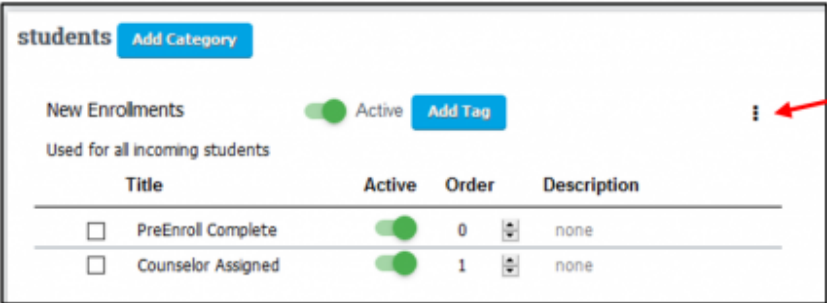 students Add Category
New Enrollments Active Add Tag
Used for all incoming students
Title Active Order Description
PreEnroll Complete 0 none
Counselor Assigned 1 none